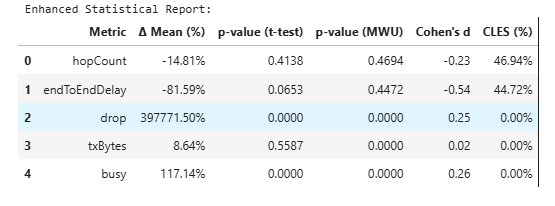 Enhanced Statistical Report:
Metric Δ Mean (%) p-value (t-test) p-value (MWU) Cohen's d CLES (%)
0 hopCount -14.81% 0.4138 0.4694 -0.23 46.94%
1 endToEndDelay -81.59% 0.0653 0.4472 -0.54 44.72%
2 drop 397771.50% 0.0000 0.0000 0.25 0.00%
3 txBytes 8.64% 0.5587 0.0000 0.02 0.00%
4 busy 117.14% 0.0000 0.0000 0.26 0.00%